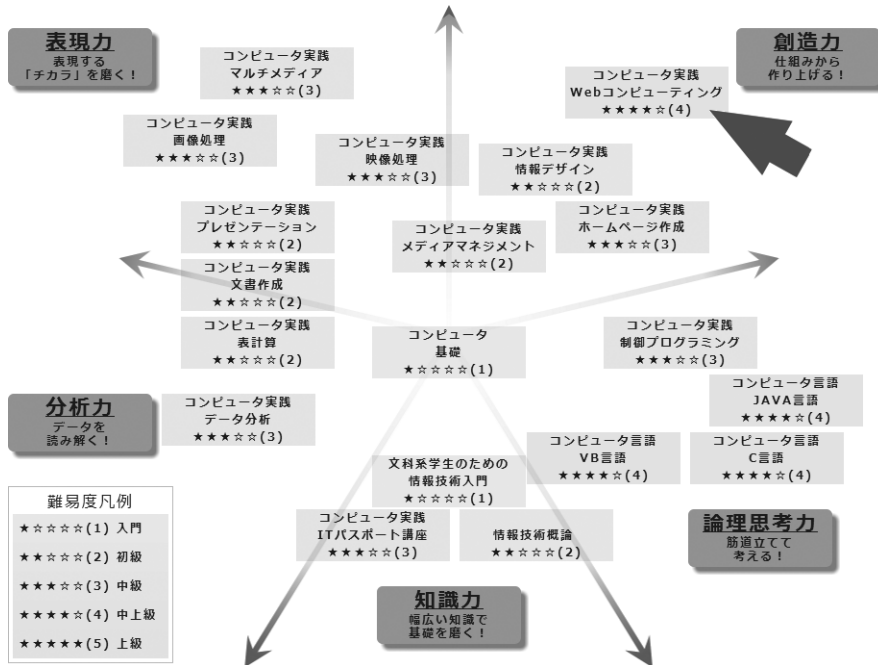 表現力
表現する
「チカラ」を磨く！
コンピュータ実践
マルチメディア
★★★☆☆(3)
創造力
仕組みから
作り上げる！
コンピュータ実践
Webコンピューティング
★★★★☆(4)
コンピュータ実践
画像処理
★★★☆☆(3)
コンピュータ実践
映像処理
★★★☆☆(3)
コンピュータ実践
情報デザイン
★★☆☆☆(2)
コンピュータ実践
プレゼンテーション
★★☆☆☆(2)
コンピュータ実践
メディアマネジメント
★★☆☆☆(2)
コンピュータ実践
ホームページ作成
★★★☆☆(3)
コンピュータ実践
文書作成
★★☆☆☆(2)
コンピュータ実践
表計算
★★☆☆☆(2)
コンピュータ
基礎
★☆☆☆☆(1)
コンピュータ実践
制御プログラミング
★★★☆☆(3)
コンピュータ言語
JAVA言語
★★★★☆(4)
分析力
データを
読み解く！
コンピュータ実践
データ分析
★★★☆☆(3)
コンピュータ言語
VB言語
★★★★☆(4)
コンピュータ言語
C言語
★★★★☆(4)
文科系学生のための
情報技術入門
★☆☆☆☆(1)
コンピュータ実践
ITパスポート講座
★★★☆☆(3)
情報技術概論
★★☆☆☆(2)
論理思考力
筋道立てて
考える！
知識力
幅広い知識で
基礎を磨く！
難易度凡例
★☆☆☆☆(1) 入門
★★☆☆☆(2) 初級
★★★☆☆(3) 中級
★★★★☆(4) 中上級
★★★★★(5) 上級